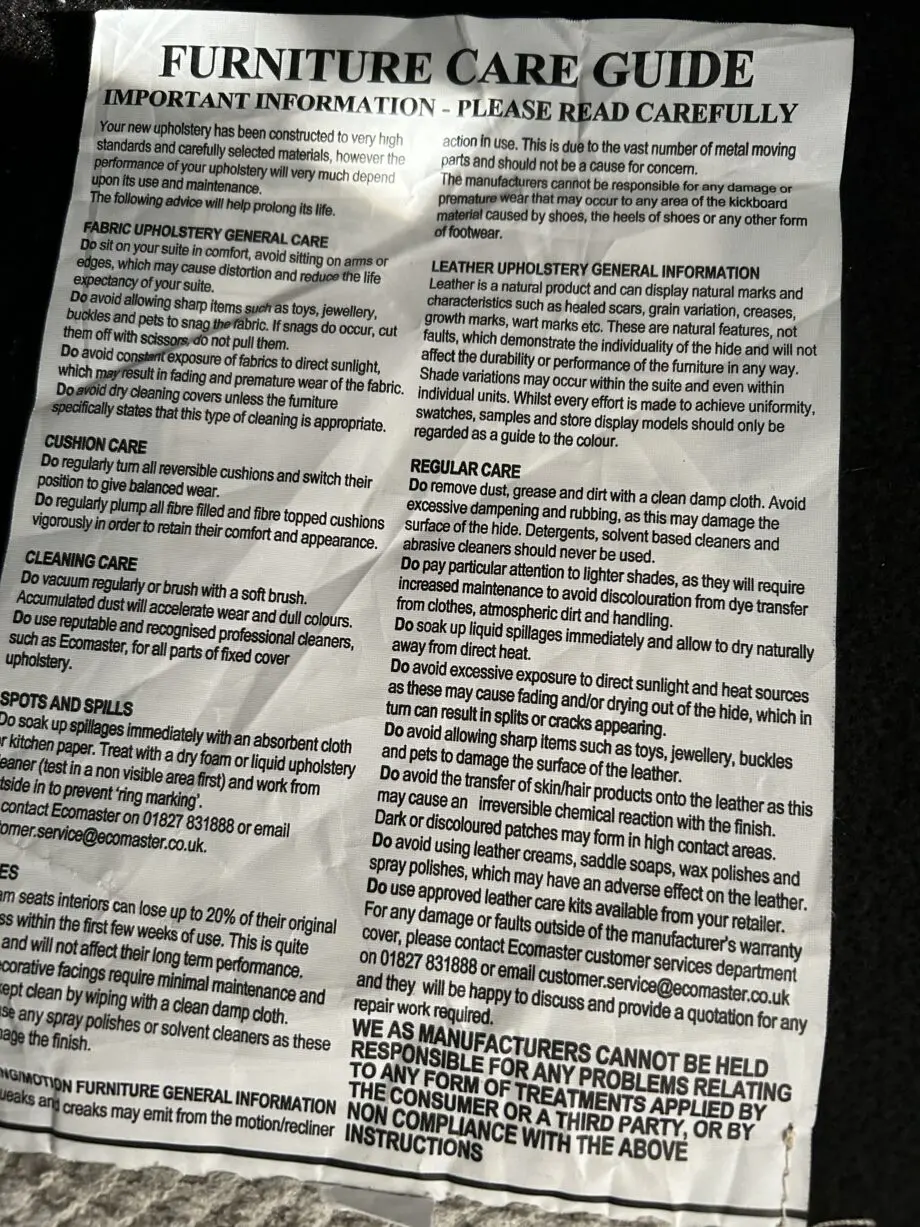 FURNITURE CARE GUIDE
IMPORTANT INFORMATION - PLEASE READ CAREFULLY
Your new upholstery has been constructed to very high
standards and carefully selected materials, however the
performance of your upholstery will very much depend
upon its use and maintenance.
The following advice will help prolong its life.
FABRIC UPHOLSTERY GENERAL CARE
Do sit on your suite in comfort, avoid sitting on arms or
edges, which may cause distortion and reduce the life
expectancy of your suite.
Do avoid allowing sharp items such as toys, jewellery,
buckles and pets to snag the fabric. If snags do occur, cut
them off with scissors, do not pull them.
Do avoid constant exposure of fabrics to direct sunlight,
which may result in fading and premature wear of the fabric.
Do avoid dry cleaning covers unless the furniture
specifically states that this type of cleaning is appropriate.
CUSHION CARE
Do regularly turn all reversible cushions and switch their
position to give balanced wear.
Do regularly plump all fibre filled and fibre topped cushions
vigorously in order to retain their comfort and appearance.
CLEANING CARE
Do vacuum regularly or brush with a soft brush.
Accumulated dust will accelerate wear and dull colours.
Do use reputable and recognised professional cleaners,
such as Ecomaster, for all parts of fixed cover
upholstery.
SPOTS AND SPILLS
Do soak up spillages immediately with an absorbent cloth
r kitchen paper. Treat with a dry foam or liquid upholstery
eaner (test in a non visible area first) and work from
tside in to prevent 'ring marking'.
contact Ecomaster on 01827 831888 or email
tomer.service@ecomaster.co.uk.
ES
am seats interiors can lose up to 20% of their original
ss within the first few weeks of use. This is quite
and will not affect their long term performance.
ecorative facings require minimal maintenance and
kept clean by wiping with a clean damp cloth.
se any spray polishes or solvent cleaners as these
mage the finish.
NG/MOTION FURNITURE GENERAL INFORMATION
ueaks and creaks may emit from the motion/recliner
action in use. This is due to the vast number of metal moving
parts and should not be a cause for concern.
The manufacturers cannot be responsible for any damage or
premature wear that may occur to any area of the kickboard
material caused by shoes, the heels of shoes or any other form
of footwear.
LEATHER UPHOLSTERY GENERAL INFORMATION
Leather is a natural product and can display natural marks and
characteristics such as healed scars, grain variation, creases,
growth marks, wart marks etc. These are natural features, not
faults, which demonstrate the individuality of the hide and will not
affect the durability or performance of the furniture in any way.
Shade variations may occur within the suite and even within
individual units. Whilst every effort is made to achieve uniformity,
swatches, samples and store display models should only be
regarded as a guide to the colour.
REGULAR CARE
Do remove dust, grease and dirt with a clean damp cloth. Avoid
excessive dampening and rubbing, as this may damage the
surface of the hide. Detergents, solvent based cleaners and
abrasive cleaners should never be used.
Do pay particular attention to lighter shades, as they will require
increased maintenance to avoid discolouration from dye transfer
from clothes, atmospheric dirt and handling.
Do soak up liquid spillages immediately and allow to dry naturally
away from direct heat.
Do avoid excessive exposure to direct sunlight and heat sources
as these may cause fading and/or drying out of the hide, which in
turn can result in splits or cracks appearing.
Do avoid allowing sharp items such as toys, jewellery, buckles
and pets to damage the surface of the leather.
Do avoid the transfer of skin/hair products onto the leather as this
may cause an irreversible chemical reaction with the finish.
Dark or discoloured patches may form in high contact areas.
Do avoid using leather creams, saddle soaps, wax polishes and
spray polishes, which may have an adverse effect on the leather.
Do use approved leather care kits available from your retailer.
For any damage or faults outside of the manufacturer's warranty
cover, please contact Ecomaster customer services department
on 01827 831888 or email customer.service@ecomaster.co.uk
and they will be happy to discuss and provide a quotation for any
repair work required.
WE AS MANUFACTURERS CANNOT BE HELD
RESPONSIBLE FOR ANY PROBLEMS RELATING
TO ANY FORM OF TREATMENTS APPLIED BY
THE CONSUMER OR A THIRD PARTY, OR BY
NON COMPLIANCE WITH THE ABOVE
INSTRUCTIONS